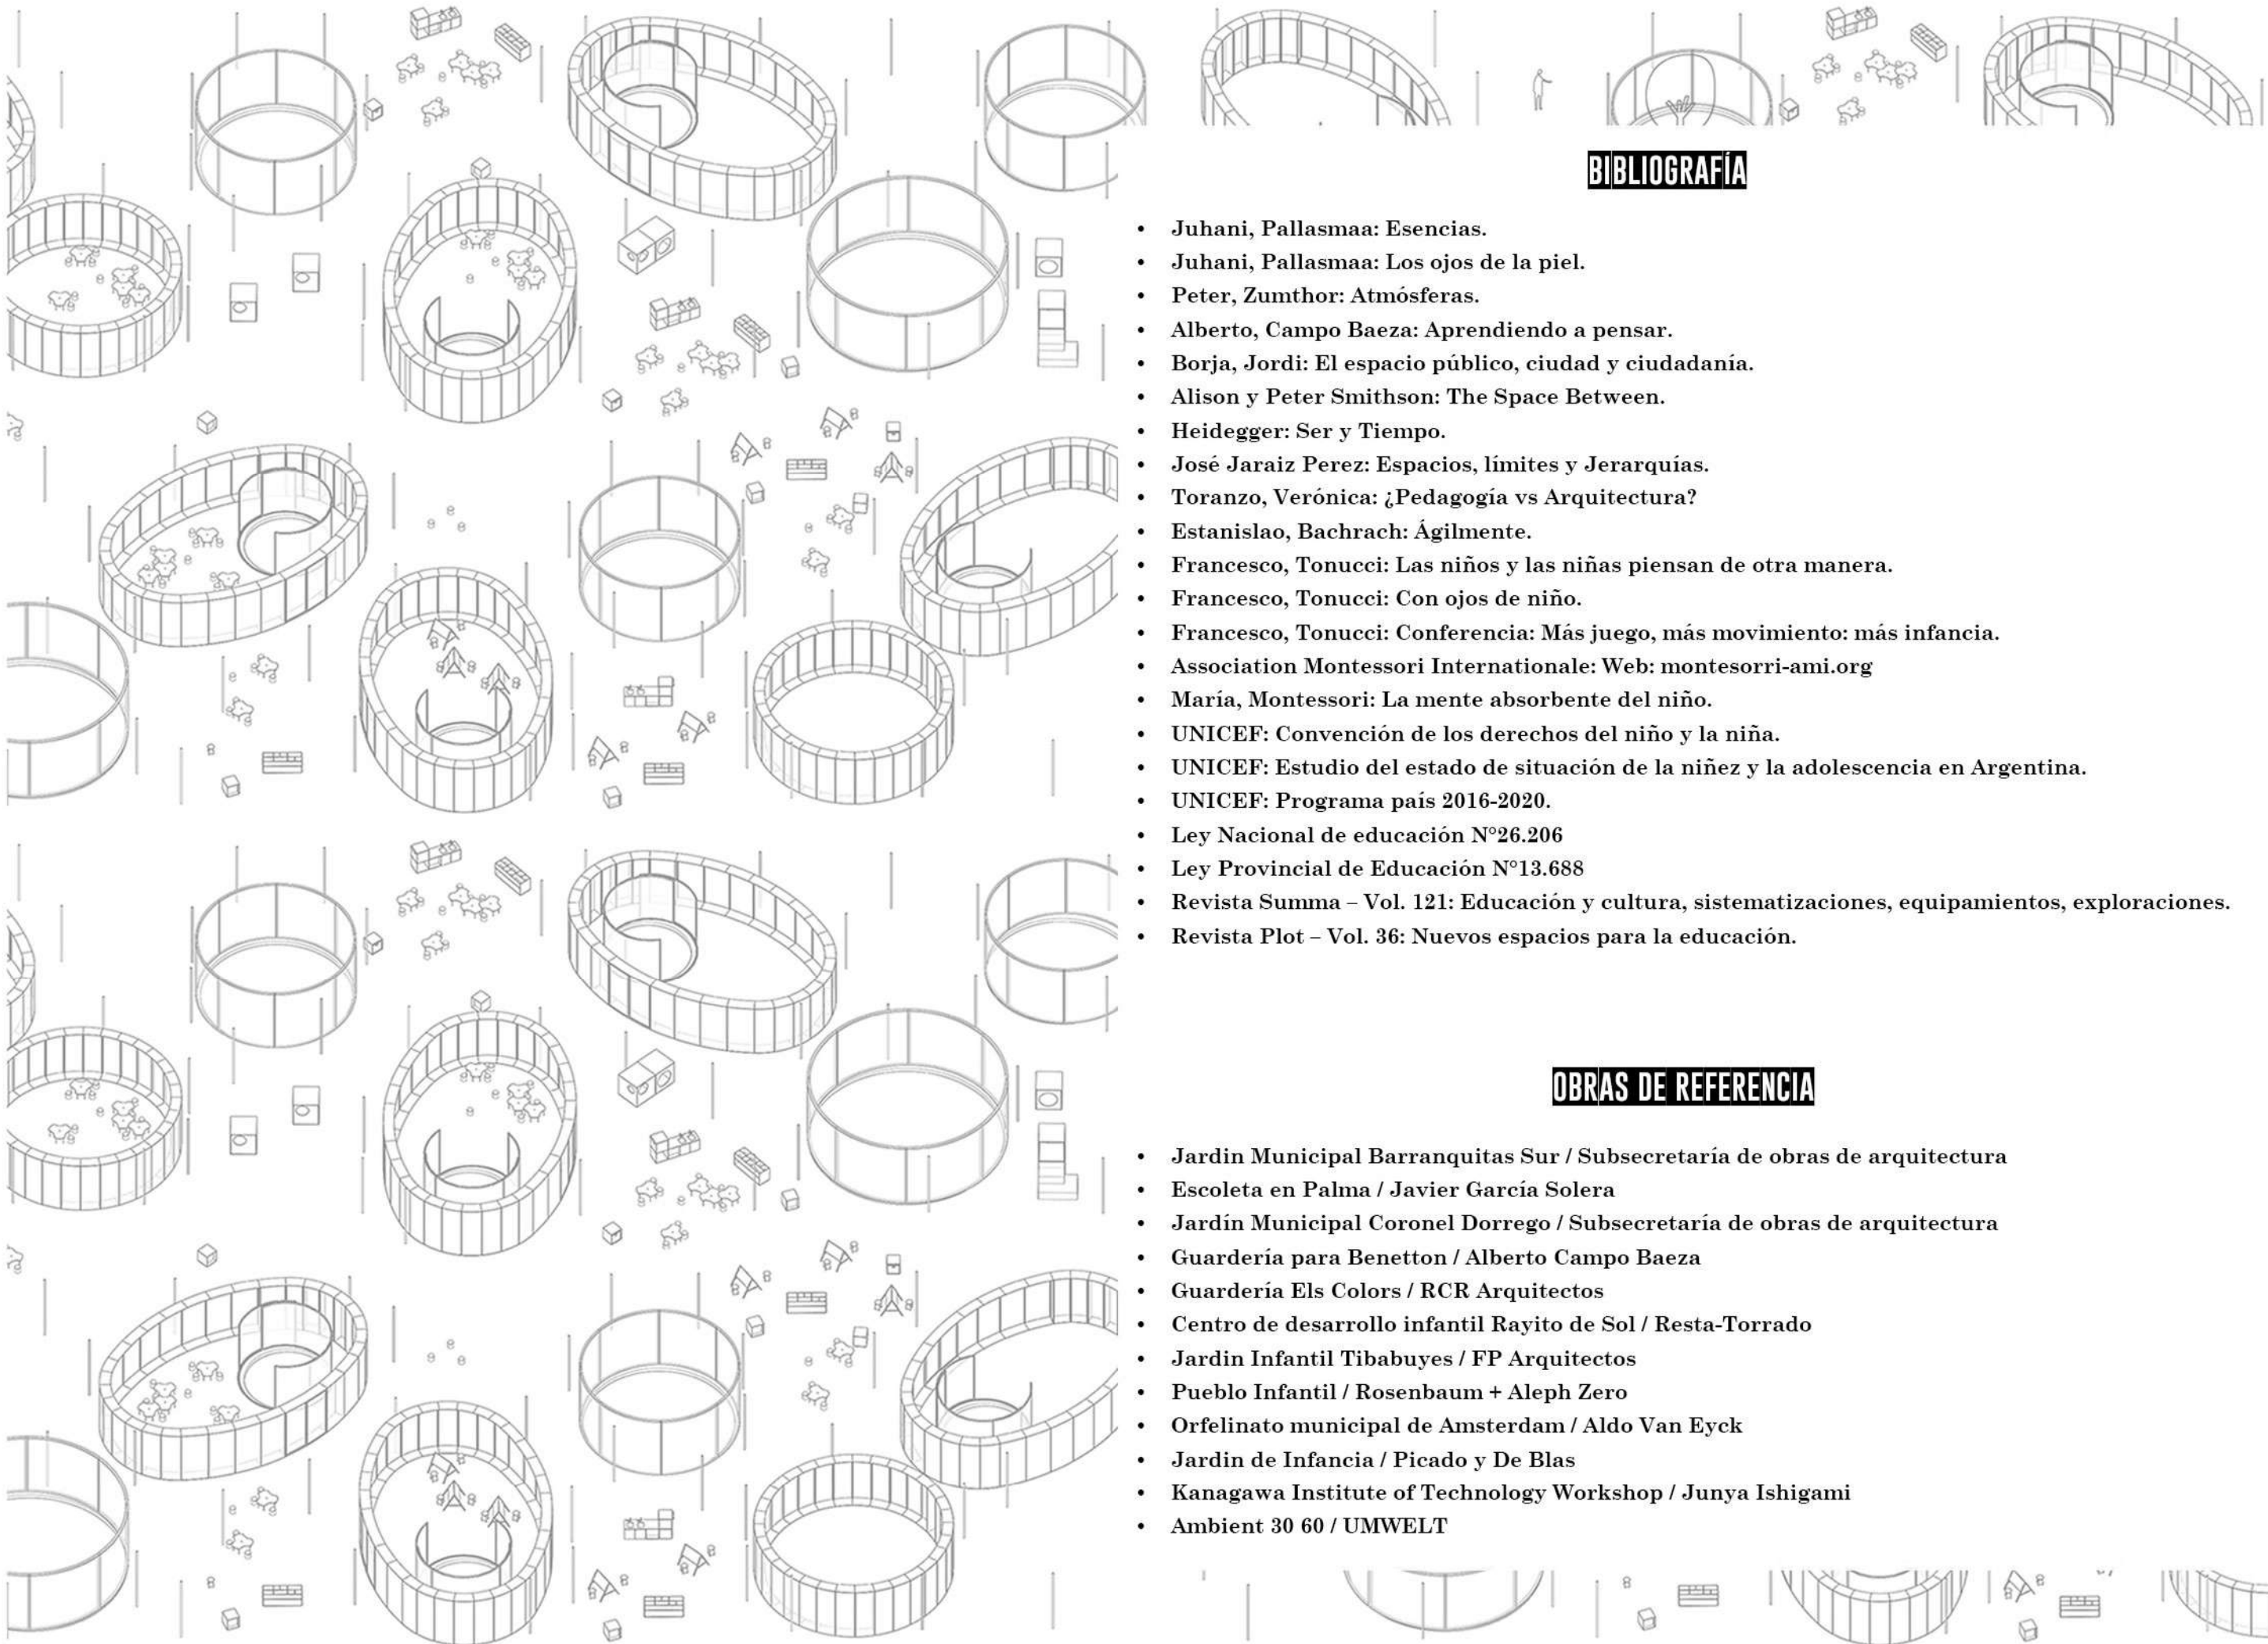 BIBLIOGRAFÍA
• Juhani, Pallasmaa: Esencias.
• Juhani, Pallasmaa: Los ojos de la piel.
• Peter, Zumthor: Atmósferas.
• Alberto, Campo Baeza: Aprendiendo a pensar.
• Borja, Jordi: El espacio público, ciudad y ciudadanía.
• Alison y Peter Smithson: The Space Between.
• Heidegger: Ser y Tiempo.
• José Jaraiz Perez: Espacios, límites y Jerarquías.
• Toranzo, Verónica: ¿Pedagogía vs Arquitectura?
• Estanislao, Bachrach: Ágilmente.
• Francesco, Tonucci: Las niños y las niñas piensan de otra manera.
• Francesco, Tonucci: Con ojos de niño.
• Francesco, Tonucci: Conferencia: Más juego, más movimiento: más infancia.
• Association Montessori Internationale: Web: montesorri-ami.org
• María, Montessori: La mente absorbente del niño.
• UNICEF: Convención de los derechos del niño y la niña.
• UNICEF: Estudio del estado de situación de la niñez y la adolescencia en Argentina.
• UNICEF: Programa país 2016-2020.
• Ley Nacional de educación N°26.206
• Ley Provincial de Educación N°13.688
• Revista Summa – Vol. 121: Educación y cultura, sistematizaciones, equipamientos, exploraciones.
• Revista Plot – Vol. 36: Nuevos espacios para la educación.
OBRAS DE REFERENCIA
• Jardin Municipal Barranquitas Sur / Subsecretaría de obras de arquitectura
• Escoleta en Palma / Javier García Solera
• Jardín Municipal Coronel Dorrego / Subsecretaría de obras de arquitectura
• Guardería para Benetton / Alberto Campo Baeza
• Guardería Els Colors / RCR Arquitectos
• Centro de desarrollo infantil Rayito de Sol / Resta-Torrado
• Jardin Infantil Tibabuyes / FP Arquitectos
• Pueblo Infantil / Rosenbaum + Aleph Zero
• Orfelinato municipal de Amsterdam / Aldo Van Eyck
• Jardin de Infancia / Picado y De Blas
• Kanagawa Institute of Technology Workshop / Junya Ishigami
• Ambient 30 60 / UMWELT